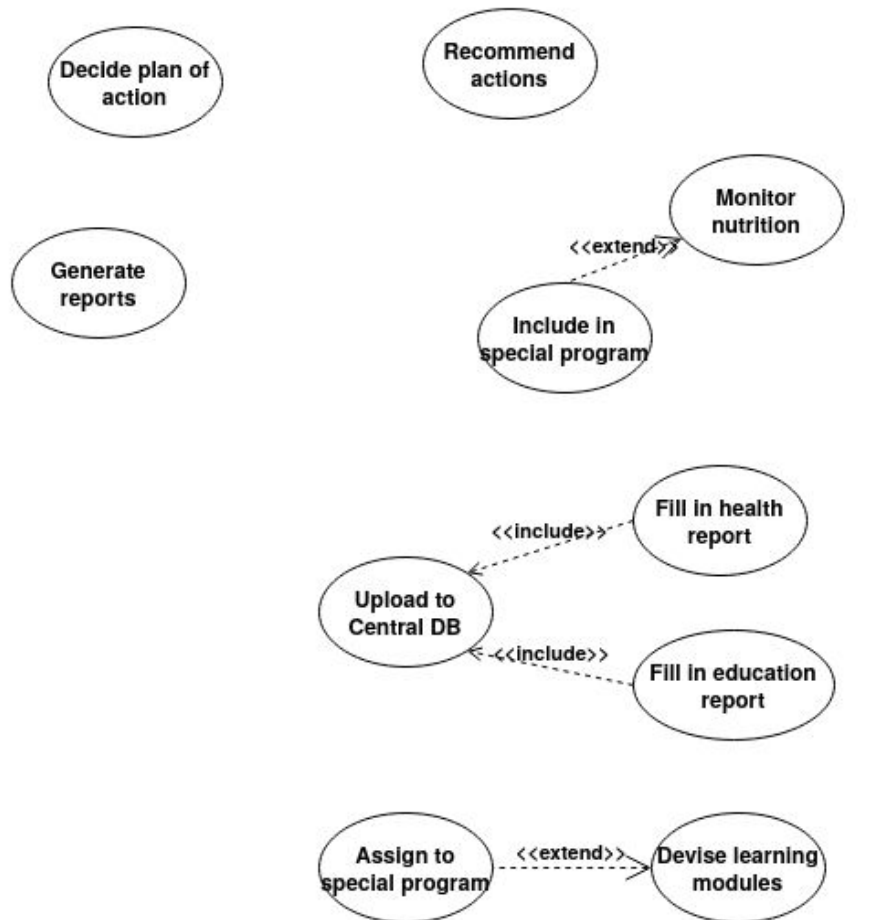 Decide plan of
action
Recommend
actions
Monitor
nutrition
<<extend>>
Generate
reports
Include in
special program
Fill in health
report
<<include>>
Upload to
Central DB
<<include>>
Fill in education
report
Assign to
special program
<<extend>>
Devise learning
modules